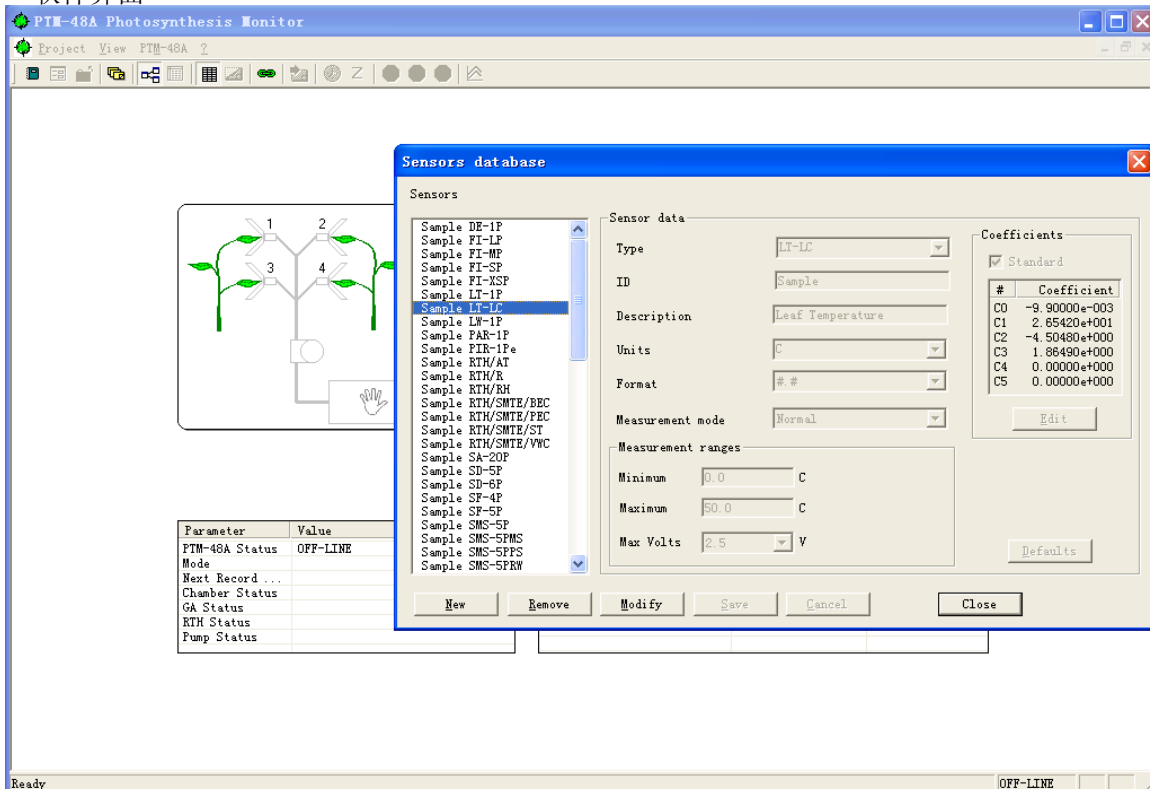 软件界面
PTM-48A Photosynthesis Monitor
Project View PTM-48A ?
Sensors database
Sensors
Sample DE-1P
Sample FI-LP
Sample FI-MP
Sample FI-SP
Sample FI-XSP
Sample LT-1P
Sample LT-LC
Sample LW-1P
Sample PAR-1P
Sample PIR-1Pe
Sample RTH/AT
Sample RTH/R
Sample RTH/RH
Sample RTH/SMTE/BEC
Sample RTH/SMTE/PEC
Sample RTH/SMTE/ST
Sample RTH/SMTE/VWC
Sample SA-20P
Sample SD-5P
Sample SD-6P
Sample SF-4P
Sample SF-5P
Sample SMS-5P
Sample SMS-5PMS
Sample SMS-5PPS
Sample SMS-5PRW
Sensor data
Type LT-LC
ID Sample
Description Leaf Temperature
Units C
Format #.#
Measurement mode Normal
Measurement ranges
Minimum 0.0 C
Maximum 50.0 C
Max Volts 2.5 V
Coefficients
Standard
# Coefficient
C0 -9.90000e-003
C1 2.65420e+001
C2 -4.50480e+000
C3 1.86490e+000
C4 0.00000e+000
C5 0.00000e+000
Edit
Defaults
New Remove Modify Save Cancel Close
1 2
3 4
Parameter Value
PTM-48A Status OFF-LINE
Mode
Next Record ...
Chamber Status
GA Status
RTH Status
Pump Status
Ready OFF-LINE